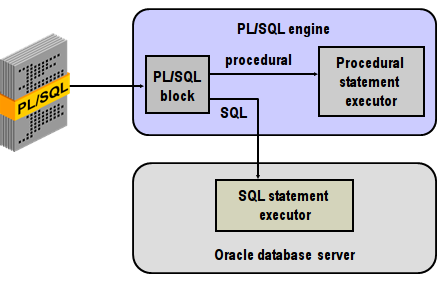 PL/SQL engine
PL/SQL
PL/SQL
block
procedural
SQL
Procedural
statement
executor
SQL statement
executor
Oracle database server